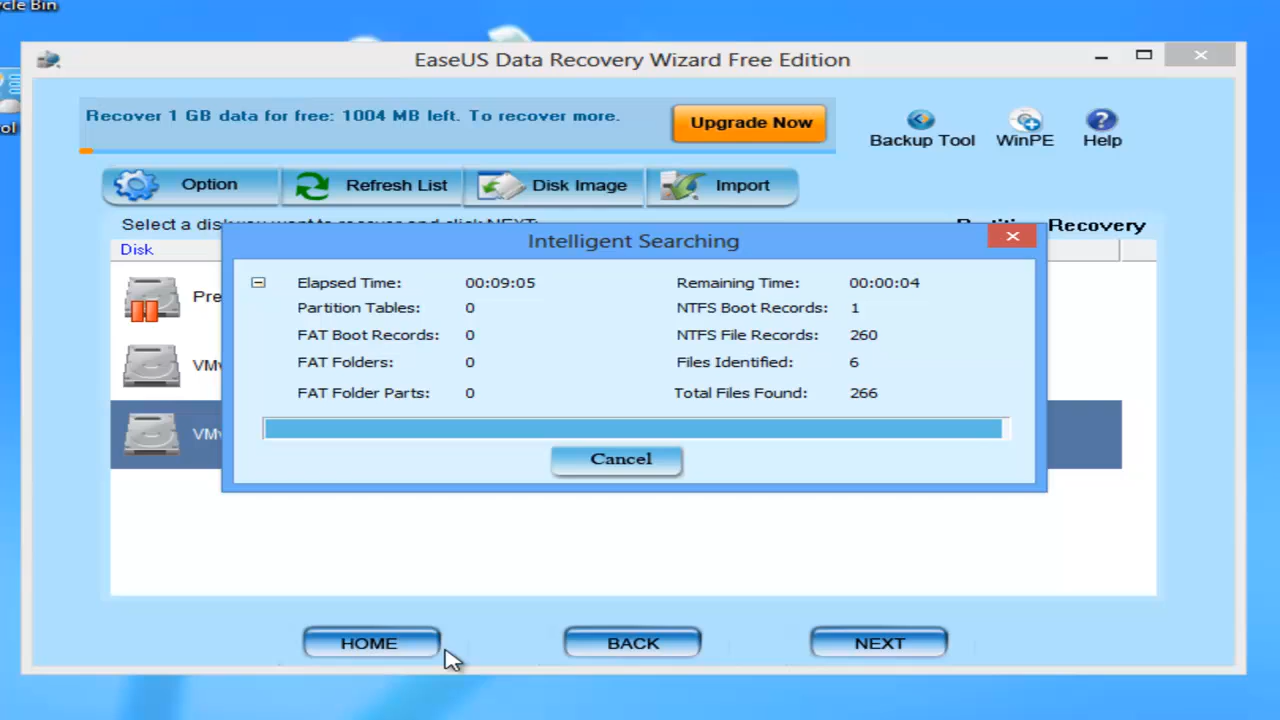 cle Bin
EaseUS Data Recovery Wizard Free Edition
Recover 1 GB data for free: 1004 MB left. To recover more.
Upgrade Now
Backup Tool
WinPE
Help
ol
Option
Refresh List
Disk Image
Import
Select a dis
Recovery
Disk
Intelligent Searching
Elapsed Time: 00:09:05
Remaining Time: 00:00:04
Partition Tables: 0
NTFS Boot Records: 1
FAT Boot Records: 0
NTFS File Records: 260
FAT Folders: 0
Files Identified: 6
FAT Folder Parts: 0
Total Files Found: 266
Cancel
Pre
VMv
VMv
HOME
BACK
NEXT